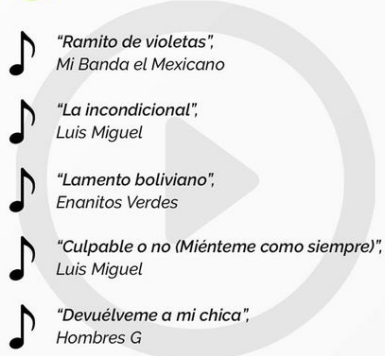 “Ramito de violetas”,
Mi Banda el Mexicano
“La incondicional”,
Luis Miguel
“Lamento boliviano”,
Enanitos Verdes
“Culpable o no (Miénteme como siempre)”,
Luis Miguel
“Devuélveme a mi chica”,
Hombres G